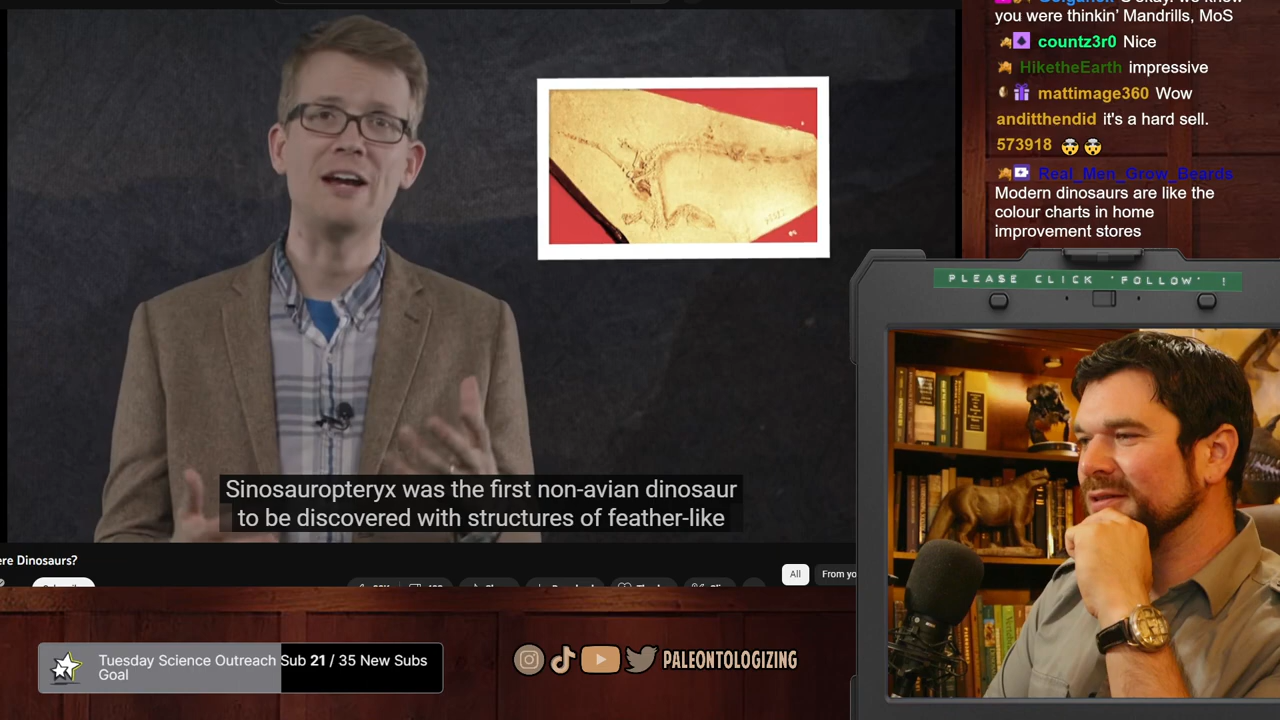 you were thinkin' Mandrills, MoS
countz3r0 Nice
HiketheEarth impressive
mattimage360 Wow
anditthendid it's a hard sell.
573918
Real_Men_Grow_Beards
Modern dinosaurs are like the
colour charts in home
improvement stores
PLEASE CLICK 'FOLLOW' !
Sinosauropteryx was the first non-avian dinosaur
to be discovered with structures of feather-like
ere Dinosaurs?
All
From yo
Tuesday Science Outreach Sub 21 / 35 New Subs
Goal
PALEONTOLOGIZING